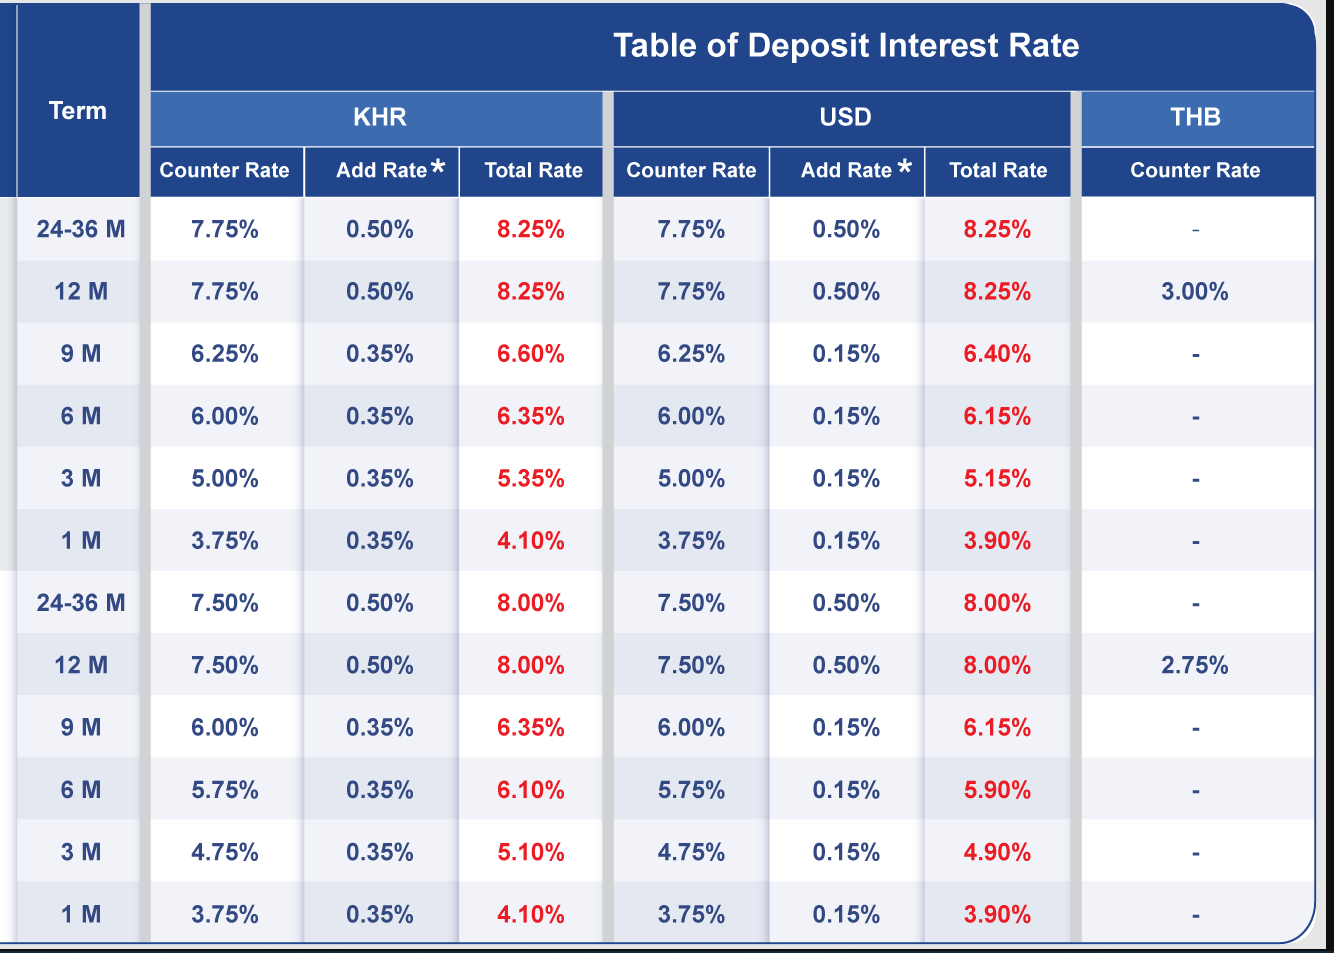 Table of Deposit Interest Rate
Term
KHR USD THB
Counter Rate Add Rate* Total Rate Counter Rate Add Rate* Total Rate Counter Rate
24-36 M 7.75% 0.50% 8.25% 7.75% 0.50% 8.25% -
12 M 7.75% 0.50% 8.25% 7.75% 0.50% 8.25% 3.00%
9 M 6.25% 0.35% 6.60% 6.25% 0.15% 6.40% -
6 M 6.00% 0.35% 6.35% 6.00% 0.15% 6.15% -
3 M 5.00% 0.35% 5.35% 5.00% 0.15% 5.15% -
1 M 3.75% 0.35% 4.10% 3.75% 0.15% 3.90% -
24-36 M 7.50% 0.50% 8.00% 7.50% 0.50% 8.00% -
12 M 7.50% 0.50% 8.00% 7.50% 0.50% 8.00% 2.75%
9 M 6.00% 0.35% 6.35% 6.00% 0.15% 6.15% -
6 M 5.75% 0.35% 6.10% 5.75% 0.15% 5.90% -
3 M 4.75% 0.35% 5.10% 4.75% 0.15% 4.90% -
1 M 3.75% 0.35% 4.10% 3.75% 0.15% 3.90% -